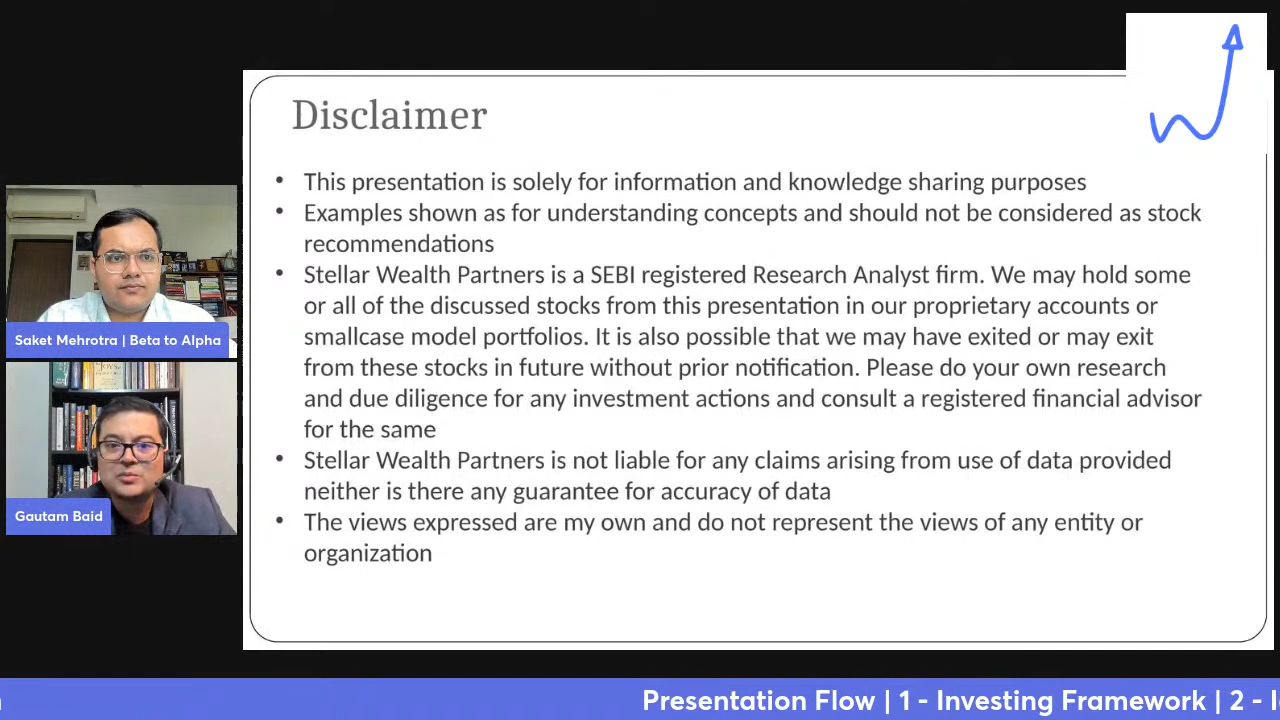 Disclaimer
• This presentation is solely for information and knowledge sharing purposes
• Examples shown as for understanding concepts and should not be considered as stock
recommendations
• Stellar Wealth Partners is a SEBI registered Research Analyst firm. We may hold some
or all of the discussed stocks from this presentation in our proprietary accounts or
smallcase model portfolios. It is also possible that we may have exited or may exit
from these stocks in future without prior notification. Please do your own research
and due diligence for any investment actions and consult a registered financial advisor
for the same
• Stellar Wealth Partners is not liable for any claims arising from use of data provided
neither is there any guarantee for accuracy of data
• The views expressed are my own and do not represent the views of any entity or
organization
Saket Mehrotra | Beta to Alpha
Gautam Baid
Presentation Flow | 1 - Investing Framework | 2 -